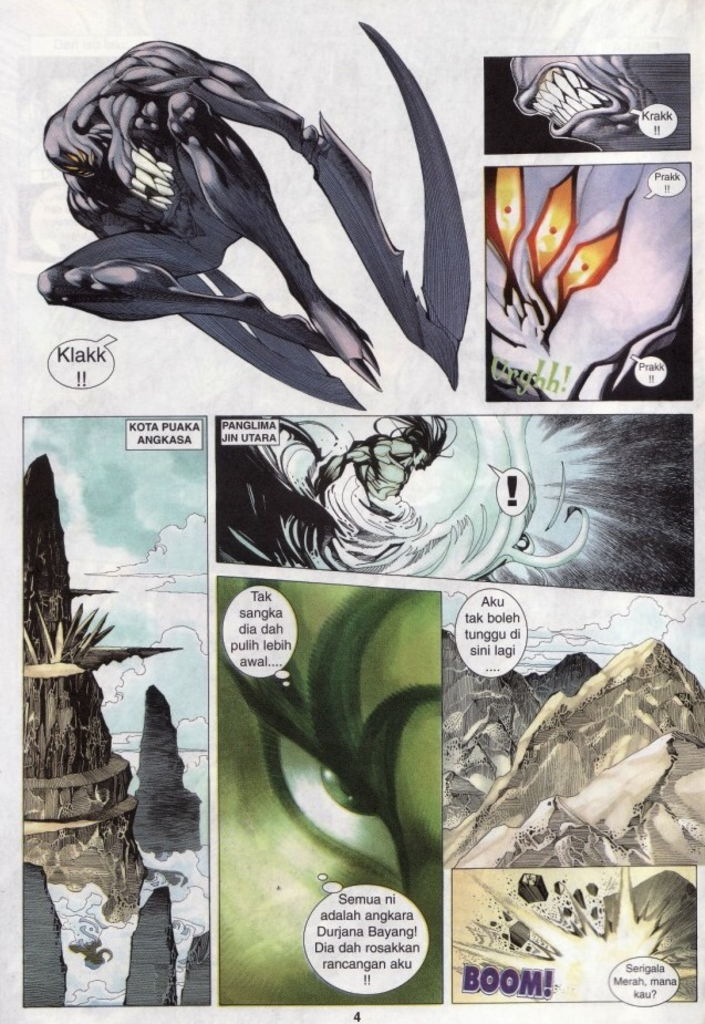 Krakk
!!
Prakk
!!
Klakk
!!
Urghh!
Prakk
!!
KOTA PUAKA
ANGKASA
PANGLIMA
JIN UTARA
!
Tak
sangka
dia dah
pulih lebih
awal....
Aku
tak boleh
tunggu di
sini lagi
....
Semua ni
adalah angkara
Durjana Bayang!
Dia dah rosakkan
rancangan aku
!!
BOOM!
Serigala
Merah, mana
kau?
4